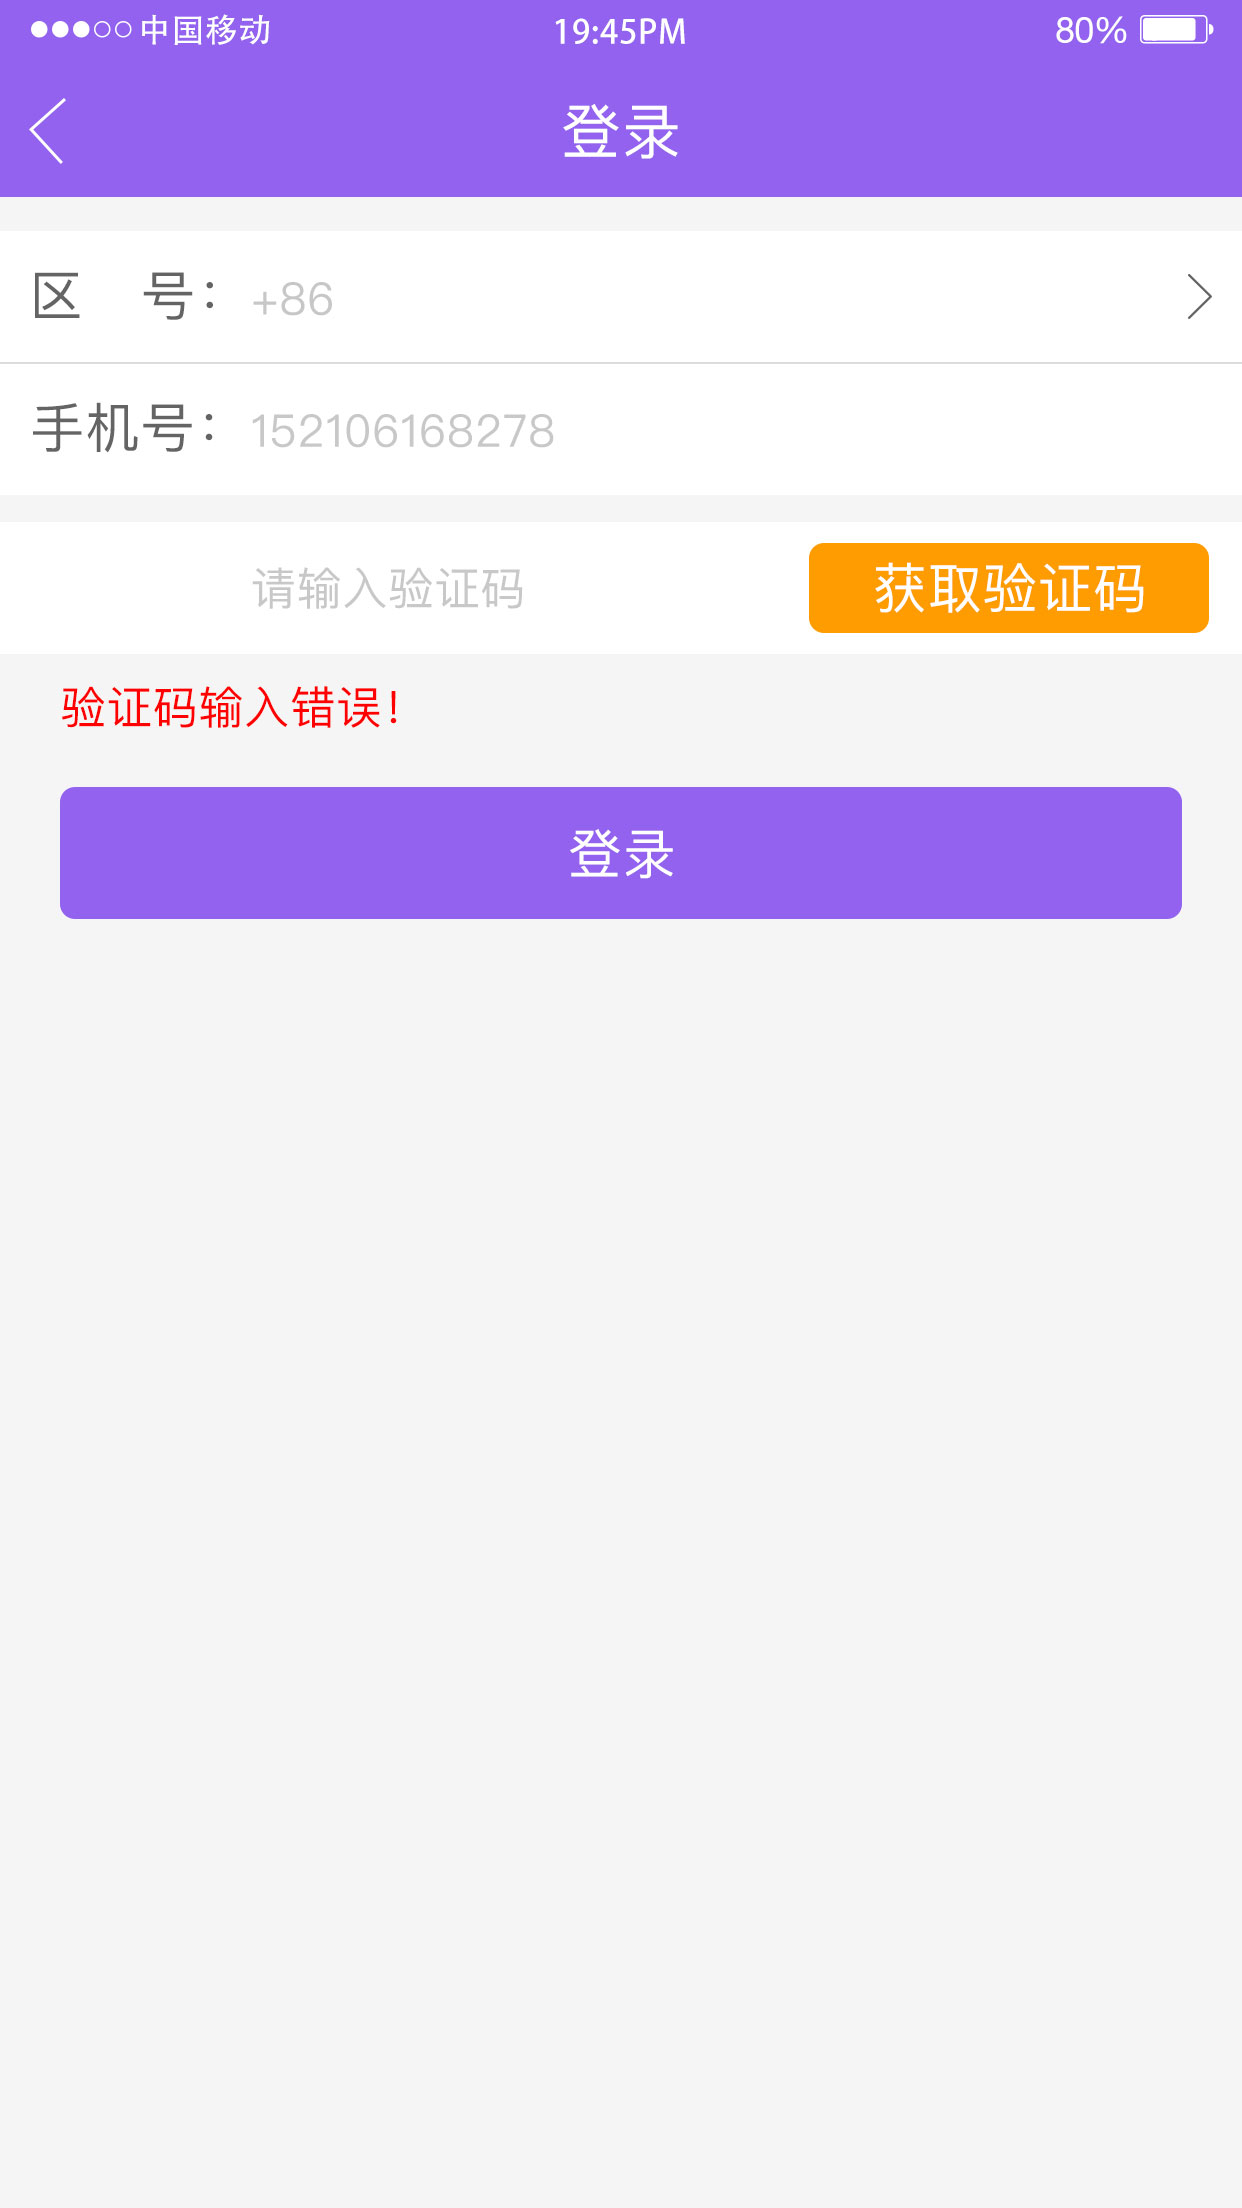 中国移动 19:45PM 80%
登录
区 号： +86
手机号： 152106168278
请输入验证码 获取验证码
验证码输入错误！
登录